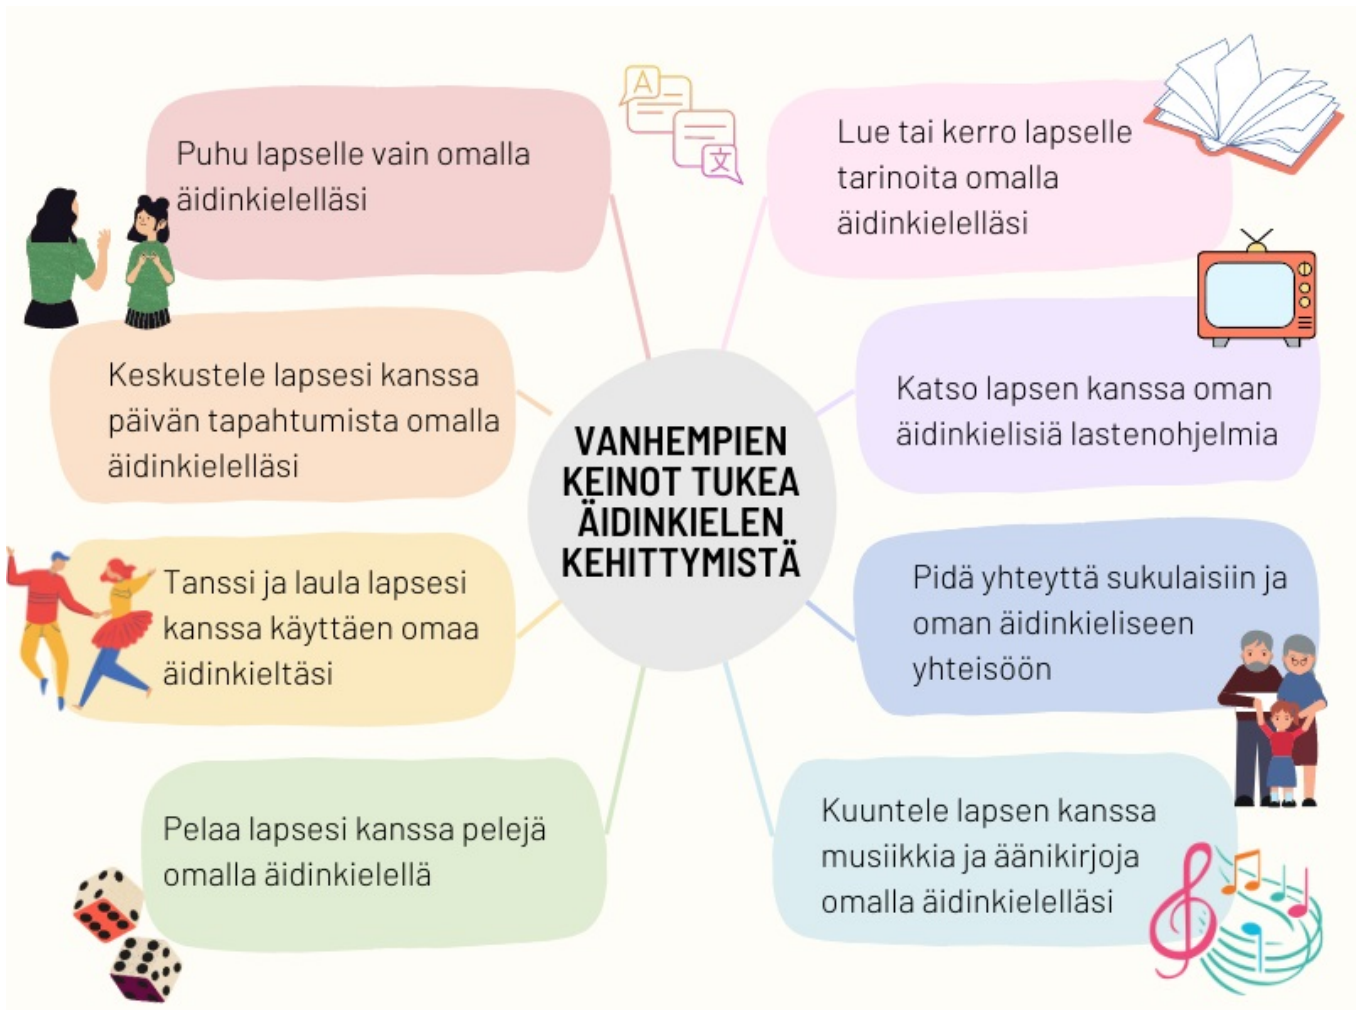 Puhu lapselle vain omalla
äidinkielelläsi
A
文
Lue tai kerro lapselle
tarinoita omalla
äidinkielelläsi
Keskustele lapsesi kanssa
päivän tapahtumista omalla
äidinkielelläsi
VANHEMPIEN
KEINOT TUKEA
ÄIDINKIELEN
KEHITTYMISTÄ
Katso lapsen kanssa oman
äidinkielisiä lastenohjelmia
Tanssi ja laula lapsesi
kanssa käyttäen omaa
äidinkieltäsi
Pidä yhteyttä sukulaisiin ja
oman äidinkieliseen
yhteisöön
Pelaa lapsesi kanssa pelejä
omalla äidinkielellä
Kuuntele lapsen kanssa
musiikkia ja äänikirjoja
omalla äidinkielelläsi